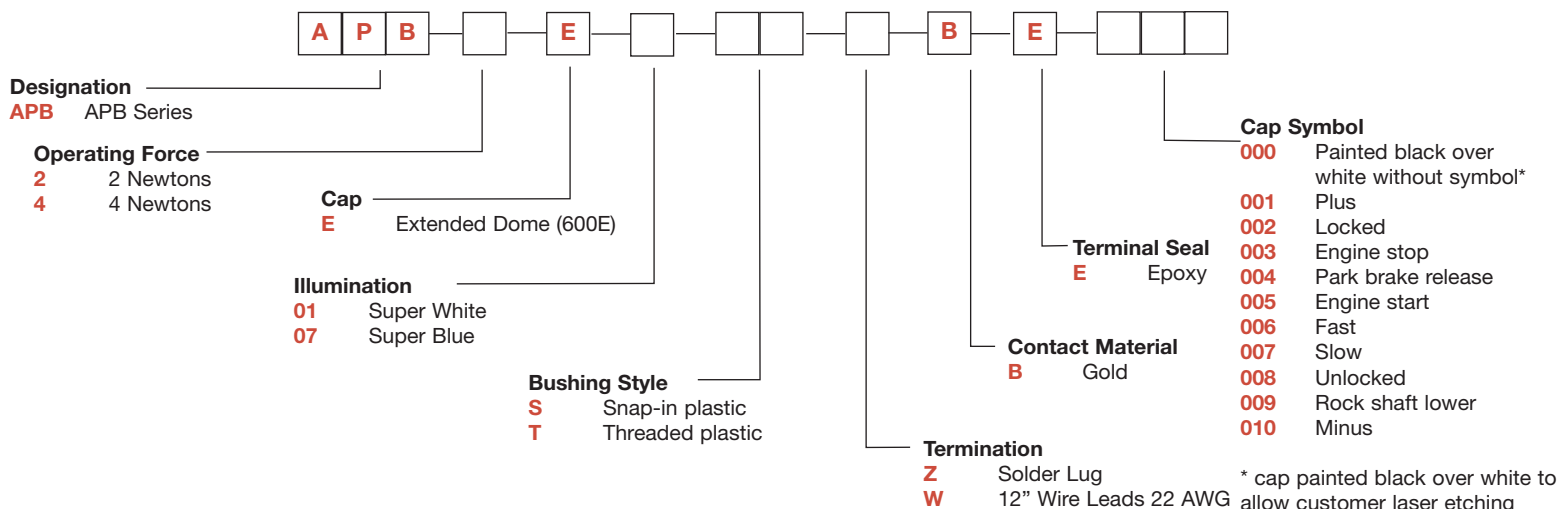 A P B E B E
Designation
APB APB Series
Operating Force
2 2 Newtons
4 4 Newtons
Cap
E Extended Dome (600E)
Illumination
01 Super White
07 Super Blue
Bushing Style
S Snap-in plastic
T Threaded plastic
Termination
Z Solder Lug
W 12” Wire Leads 22 AWG
Contact Material
B Gold
Terminal Seal
E Epoxy
Cap Symbol
000 Painted black over
white without symbol*
001 Plus
002 Locked
003 Engine stop
004 Park brake release
005 Engine start
006 Fast
007 Slow
008 Unlocked
009 Rock shaft lower
010 Minus
* cap painted black over white to
allow customer laser etching